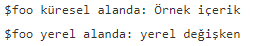 $foo küresel alanda: Örnek içerik
$foo yerel alanda: yerel değişken